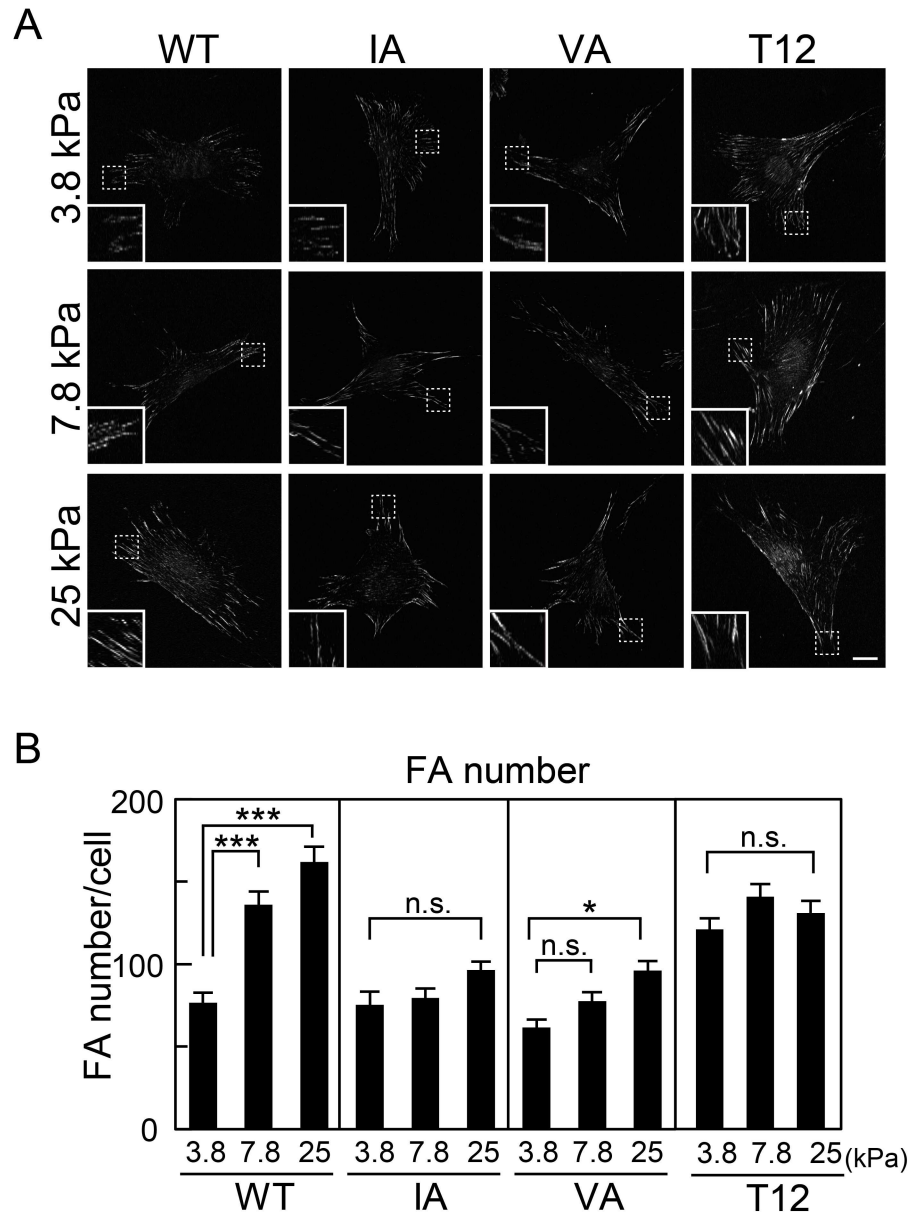 A
WT IA VA T12
3.8 kPa
7.8 kPa
25 kPa
B
FA number
FA number/cell
200
100
0
***
***
n.s.
*
n.s.
n.s.
3.8 7.8 25 3.8 7.8 25 3.8 7.8 25 3.8 7.8 25 (kPa)
WT IA VA T12